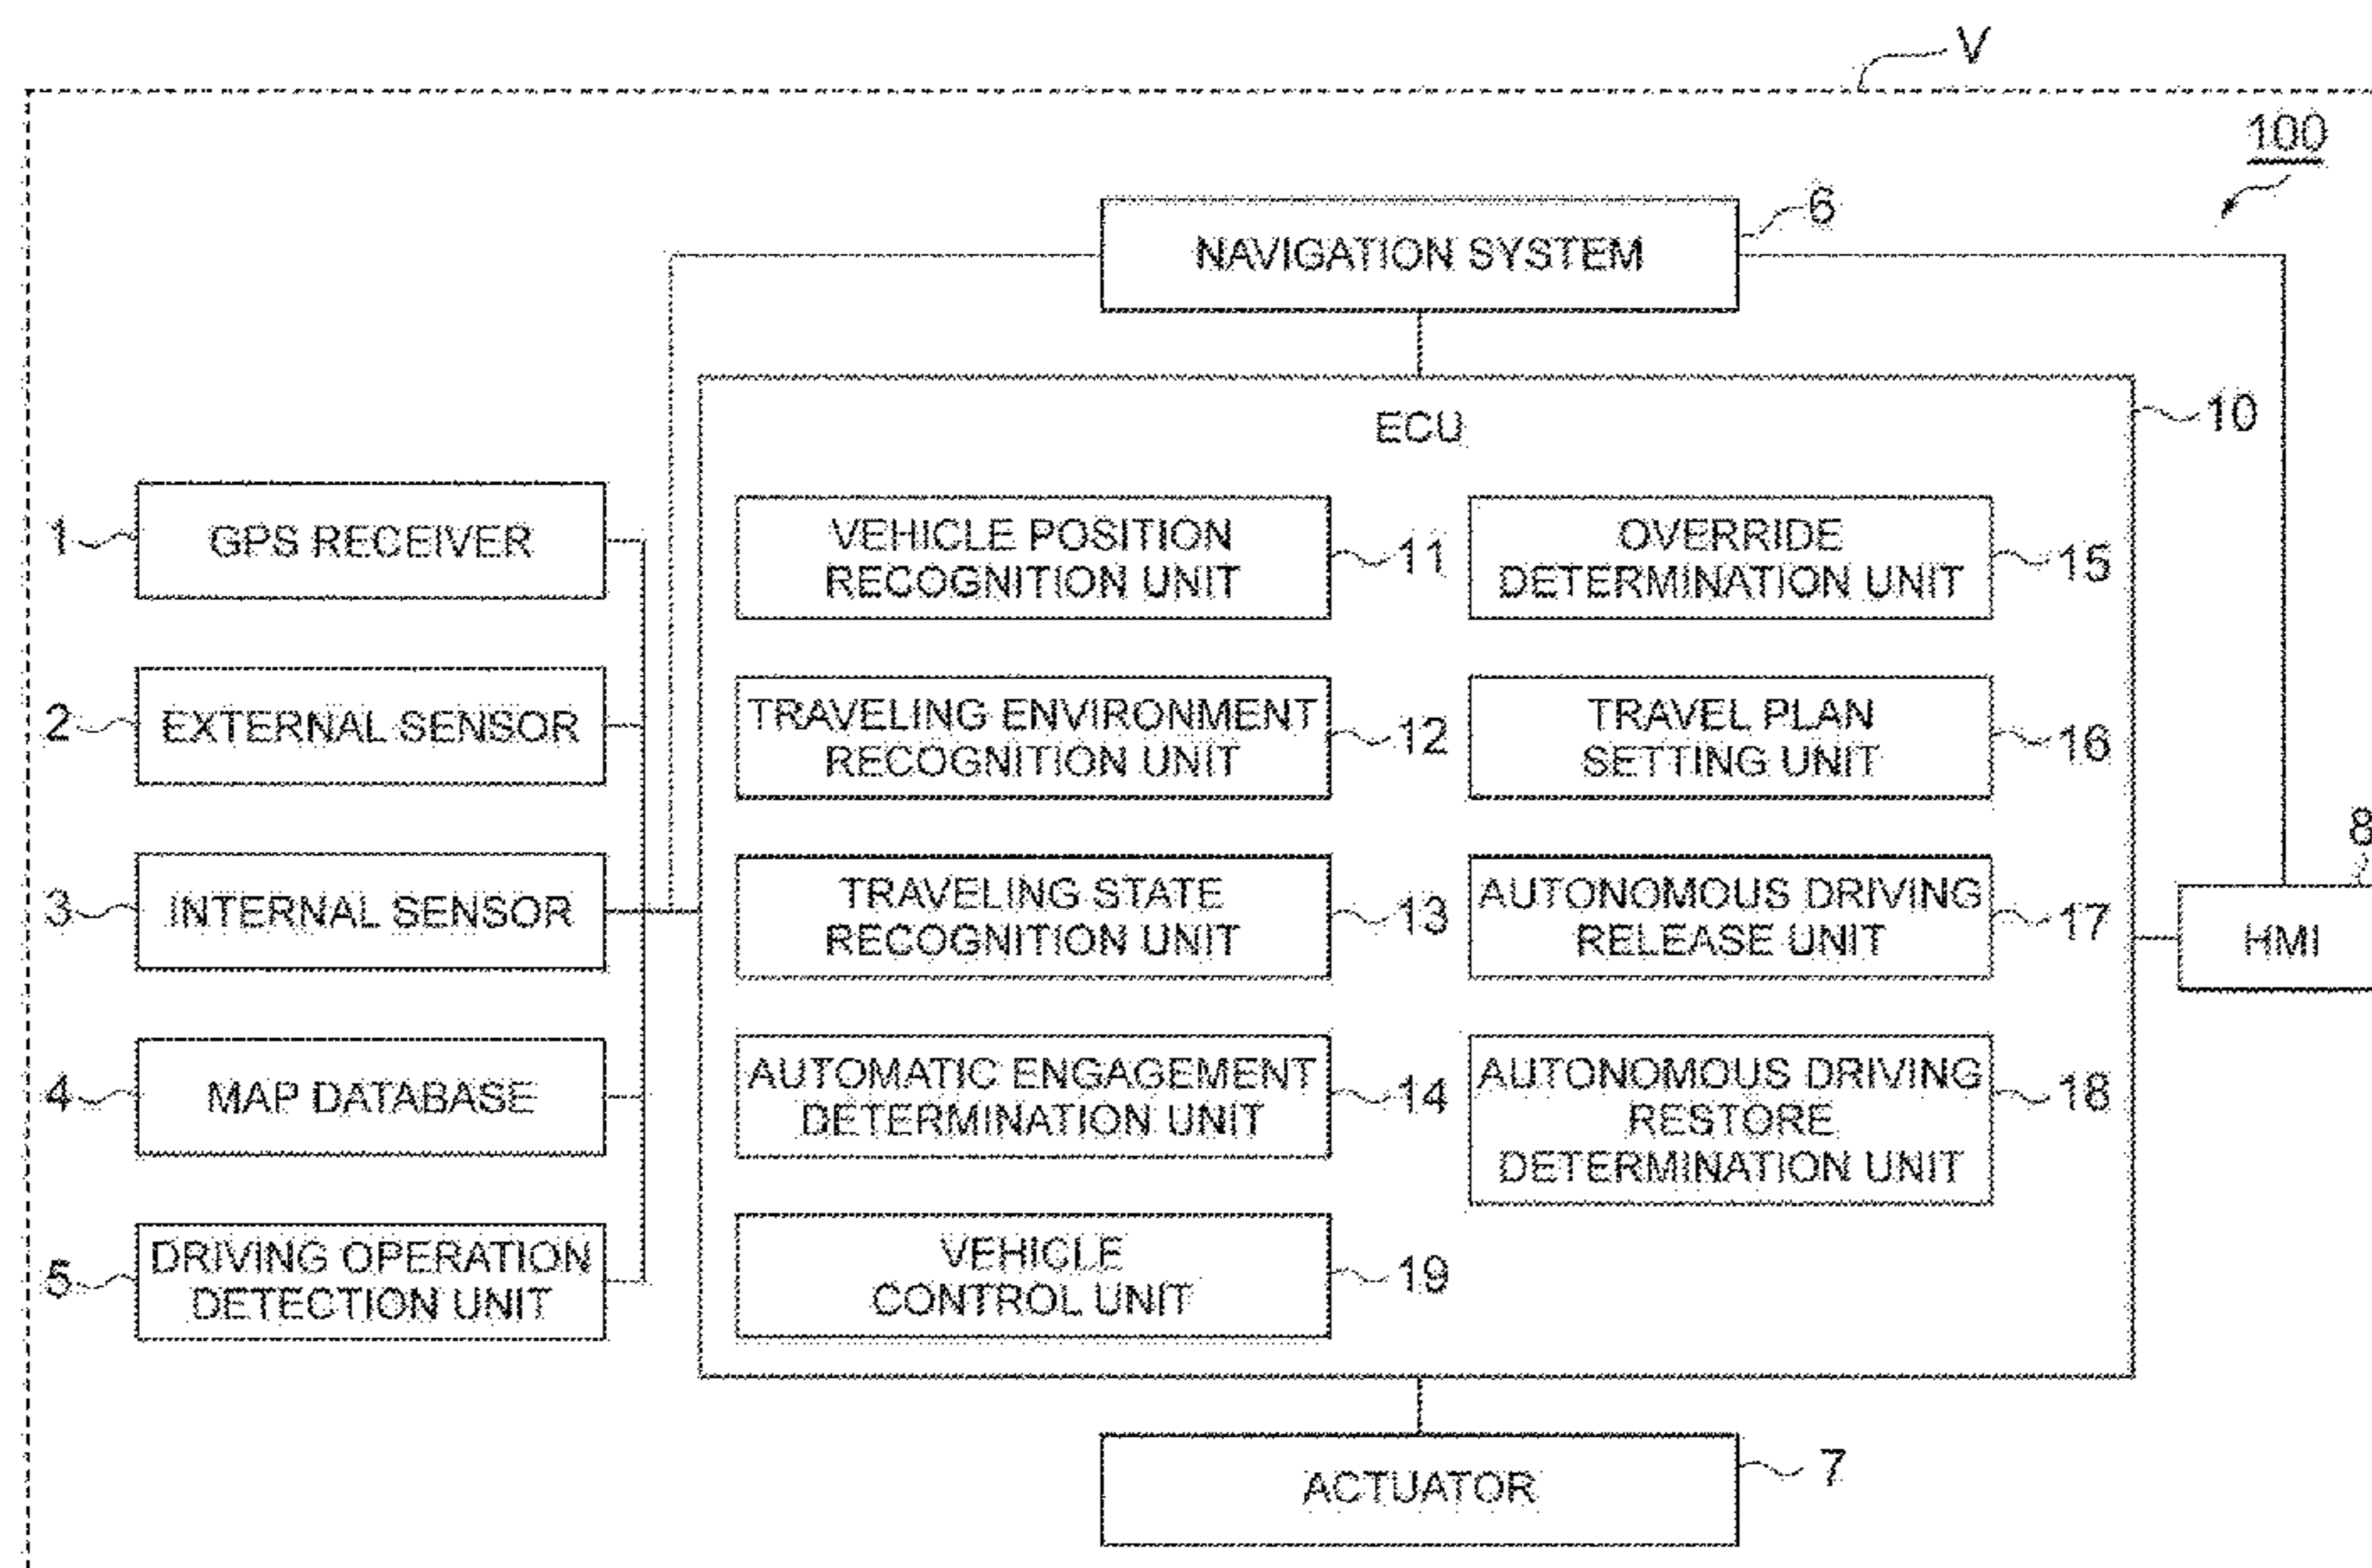 V
100
6
NAVIGATION SYSTEM
ECU
10
1
GPS RECEIVER
VEHICLE POSITION
RECOGNITION UNIT
11
OVERRIDE
DETERMINATION UNIT
15
2
EXTERNAL SENSOR
TRAVELING ENVIRONMENT
RECOGNITION UNIT
12
TRAVEL PLAN
SETTING UNIT
16
8
3
INTERNAL SENSOR
TRAVELING STATE
RECOGNITION UNIT
13
AUTONOMOUS DRIVING
RELEASE UNIT
17
HMI
4
MAP DATABASE
AUTOMATIC ENGAGEMENT
DETERMINATION UNIT
14
AUTONOMOUS DRIVING
RESTORE
DETERMINATION UNIT
18
5
DRIVING OPERATION
DETECTION UNIT
VEHICLE
CONTROL UNIT
19
ACTUATOR
7